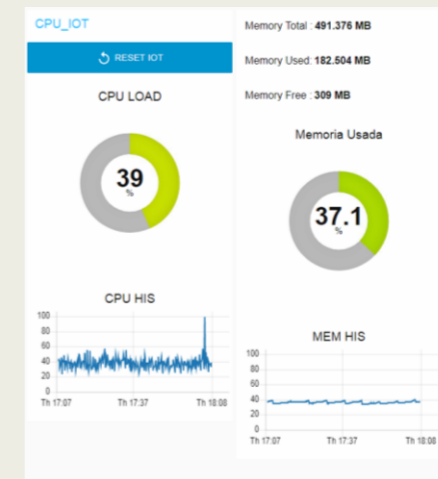 CPU_IOT
RESET IOT
CPU LOAD
39
%
CPU HIS
100
80
60
40
20
0
Th 17:07 Th 17:37 Th 18:08
Memory Total : 491.376 MB
Memory Used: 182.504 MB
Memory Free : 309 MB
Memoria Usada
37.1
%
MEM HIS
100
80
60
40
20
0
Th 17:07 Th 17:37 Th 18:08